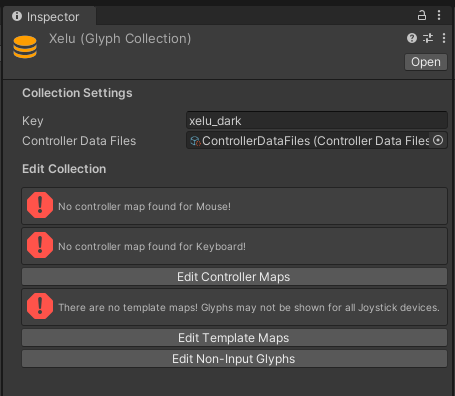 Inspector
Xelu (Glyph Collection)
Open
Collection Settings
Key
xelu_dark
Controller Data Files
ControllerDataFiles (Controller Data Files
Edit Collection
No controller map found for Mouse!
No controller map found for Keyboard!
Edit Controller Maps
There are no template maps! Glyphs may not be shown for all Joystick devices.
Edit Template Maps
Edit Non-Input Glyphs